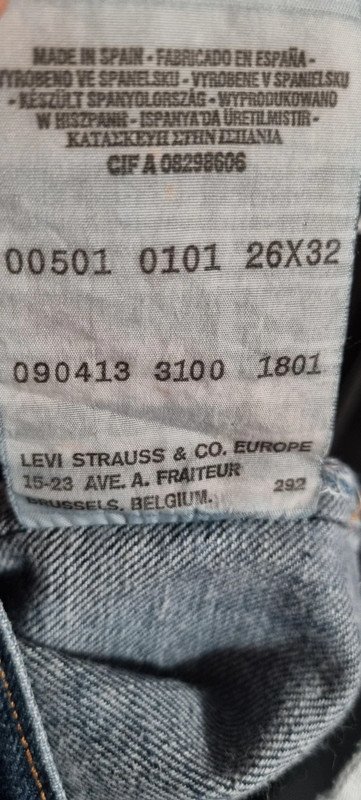 MADE IN SPAIN - FABRICADO EN ESPAÑA -
VYROBENO VE SPANELSKU - VYROBENE V SPANIELSKU
- KÉSZÜLT SPANYOLORSZÁG - WYPRODUKOWANO
W HISZPANII - ISPANYA'DA ÜRETILMISTIR -
ΚΑΤΑΣΚΕΥΗ ΣΤΗΝ ΙΣΠΑΝΙΑ
CIF A 08298606
00501 0101 26X32
090413 3100 1801
LEVI STRAUSS & CO. EUROPE
15-23 AVE. A. FRAITEUR
292
BRUSSELS, BELGIUM.